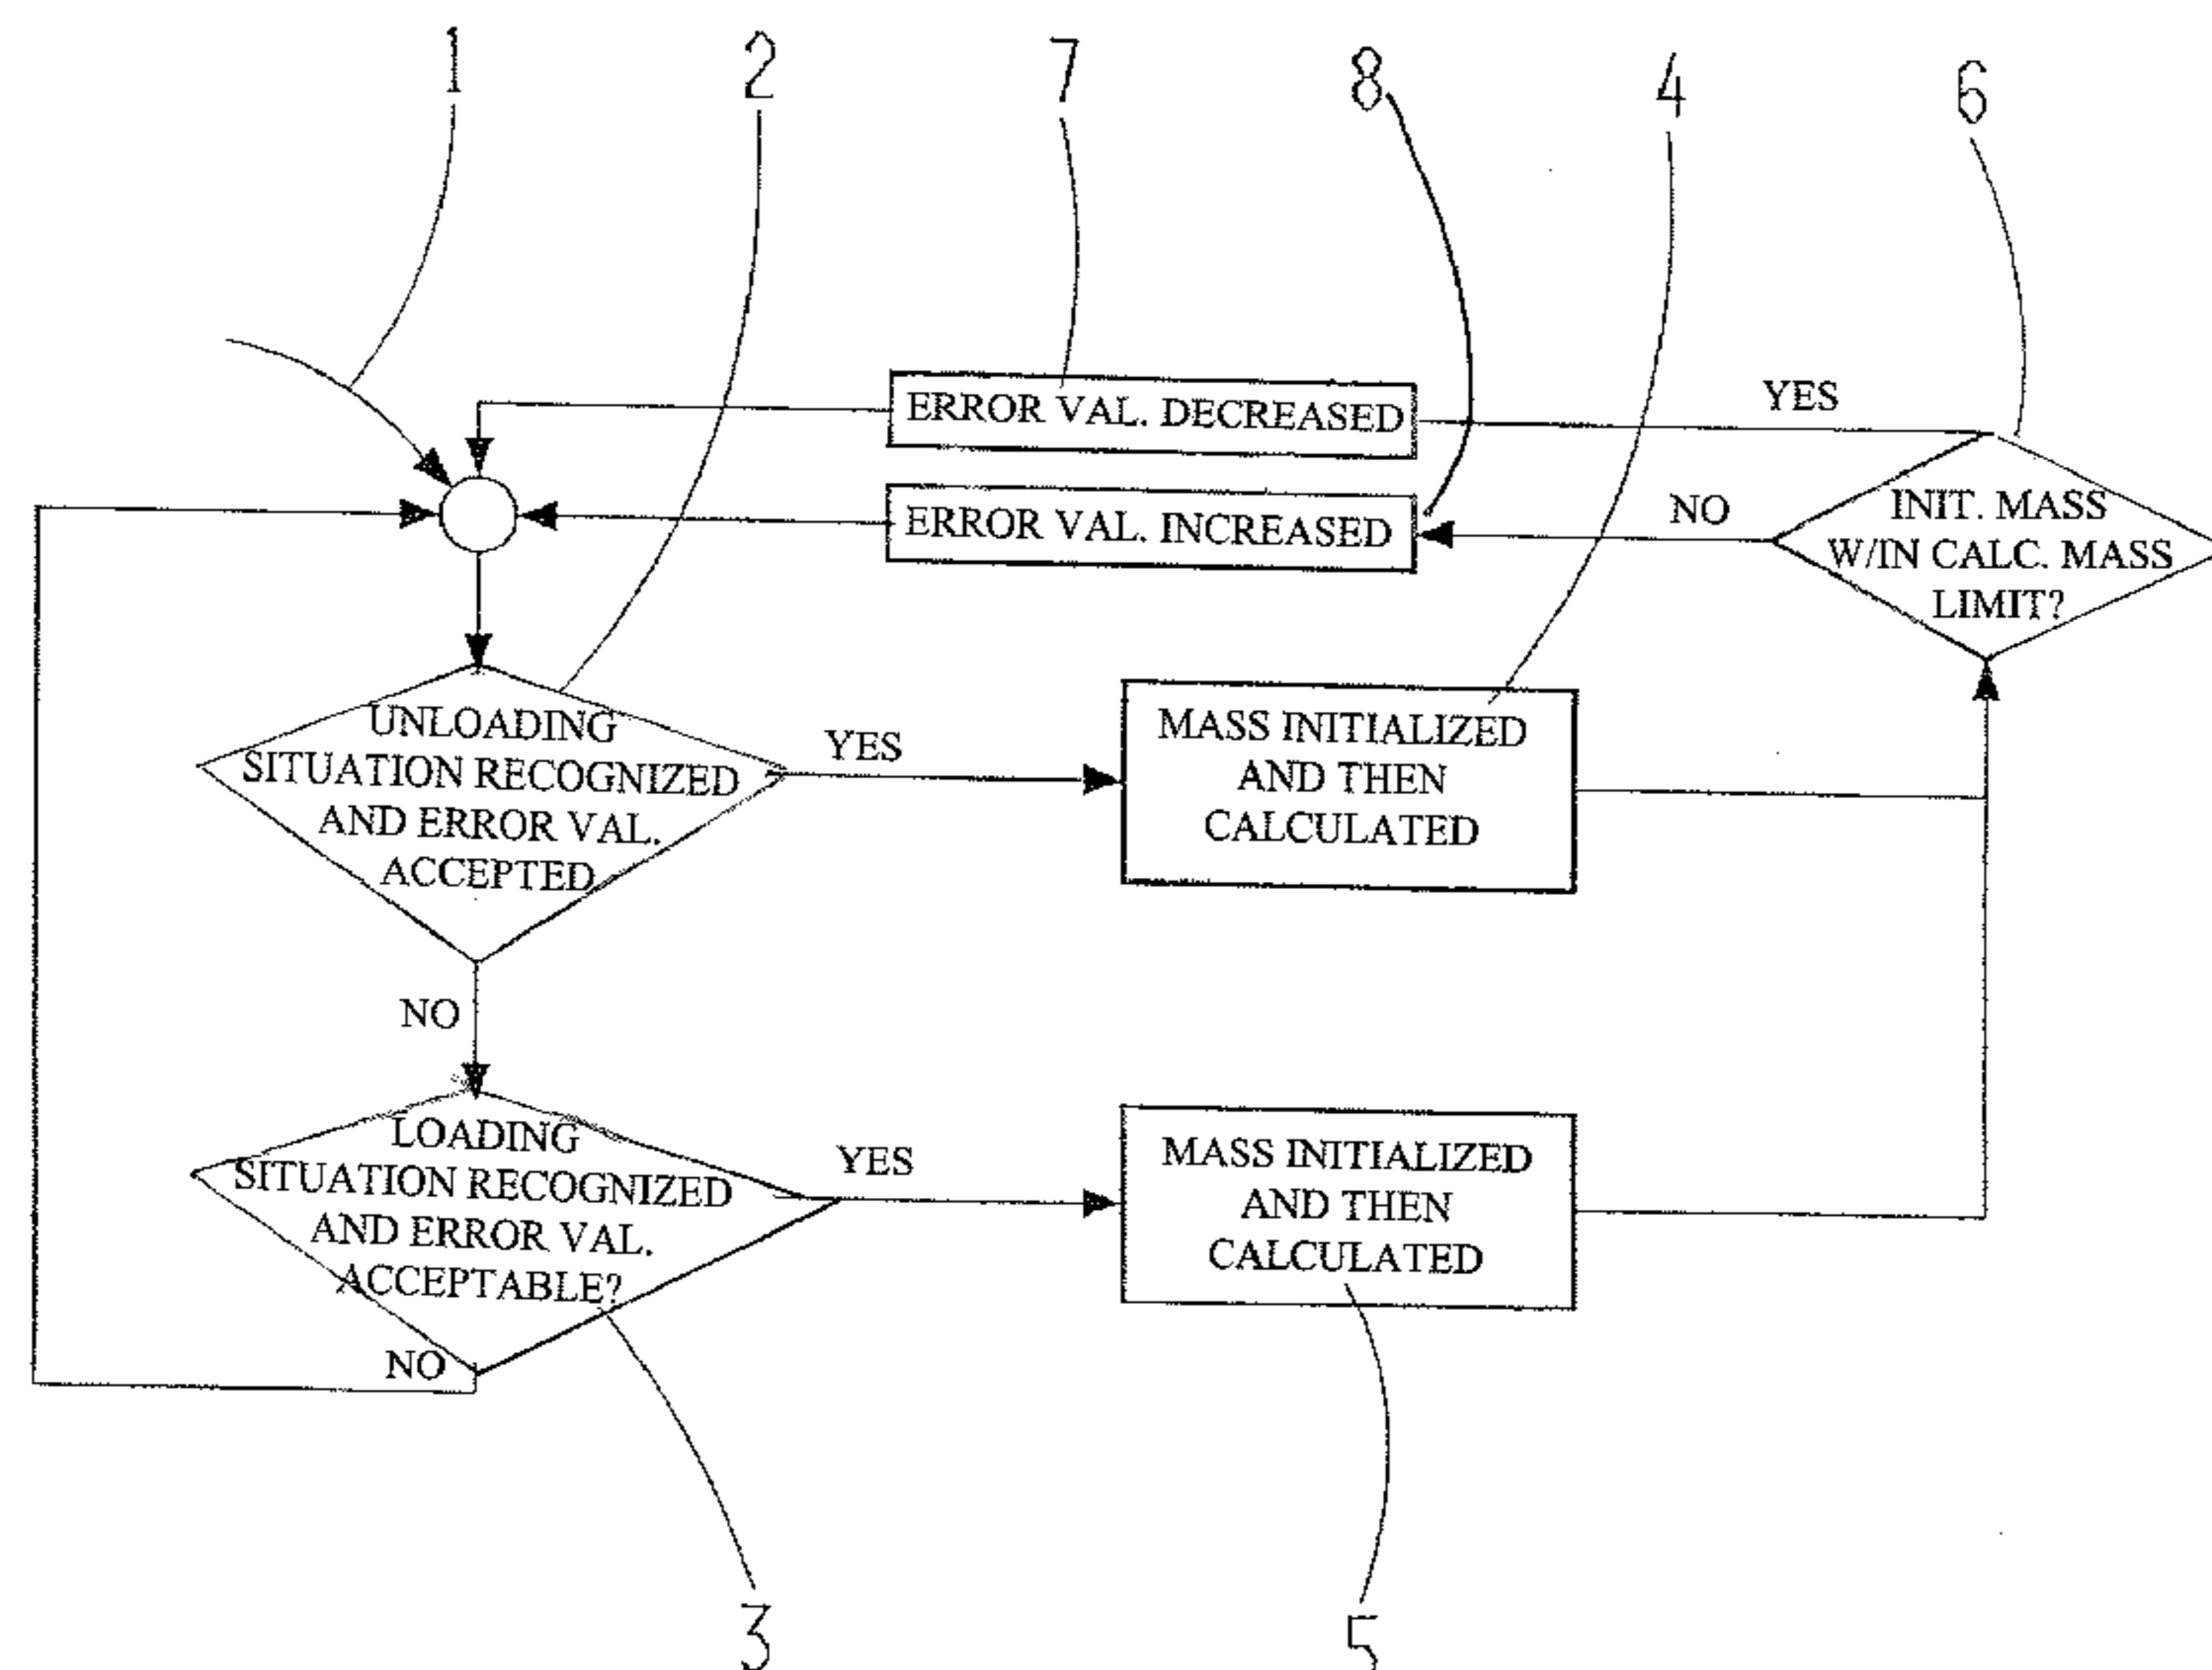 1
2
7
8
4
6
ERROR VAL. DECREASED
YES
ERROR VAL. INCREASED
NO
INIT. MASS
W/IN CALC. MASS
LIMIT?
UNLOADING
SITUATION RECOGNIZED
AND ERROR VAL.
ACCEPTED
YES
MASS INITIALIZED
AND THEN
CALCULATED
NO
LOADING
SITUATION RECOGNIZED
AND ERROR VAL.
ACCEPTABLE?
YES
MASS INITIALIZED
AND THEN
CALCULATED
NO
3
5